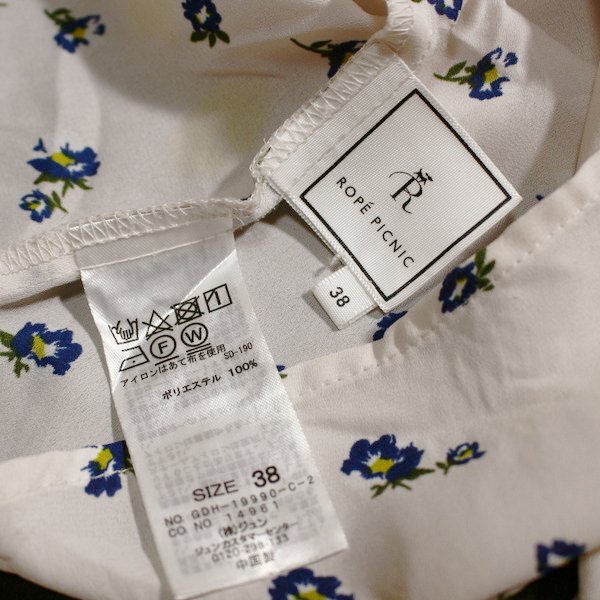 R
ROPÉ PICNIC
38
アイロンはあて布を使用
SD-190
ポリエステル 100%
SIZE 38
NO. GDH-19990-C-2
CO NO 14961
(株)ジュン
ジュンカスタマーセンター
中国製